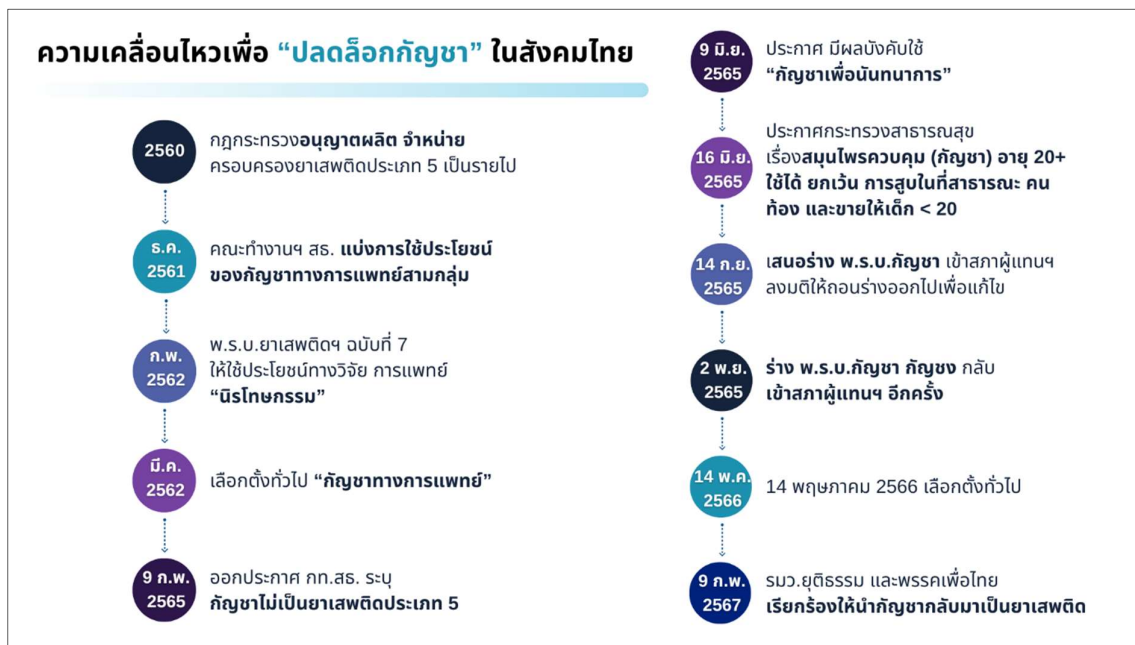 ความเคลื่อนไหวเพื่อ “ปลดล็อกกัญชา” ในสังคมไทย
2560
กฎกระทรวงอนุญาตผลิต จำหน่าย
ครอบครองยาเสพติดประเภท 5 เป็นรายไป
ธ.ค.
2561
คณะทำงานฯ สธ. แบ่งการใช้ประโยชน์
ของกัญชาทางการแพทย์สามกลุ่ม
ก.พ.
2562
พ.ร.บ.ยาเสพติดฯ ฉบับที่ 7
ให้ใช้ประโยชน์ทางวิจัย การแพทย์
“นิรโทษกรรม”
มี.ค.
2562
เลือกตั้งทั่วไป “กัญชาทางการแพทย์”
9 ก.พ.
2565
ออกประกาศ กท.สธ. ระบุ
กัญชาไม่เป็นยาเสพติดประเภท 5
9 มิ.ย.
2565
ประกาศ มีผลบังคับใช้
“กัญชาเพื่อนันทนาการ”
16 มิ.ย.
2565
ประกาศกระทรวงสาธารณสุข
เรื่องสมุนไพรควบคุม (กัญชา) อายุ 20+
ใช้ได้ ยกเว้น การสูบในที่สาธารณะ คน
ท้อง และขายให้เด็ก < 20
14 ก.ย.
2565
เสนอร่าง พ.ร.บ.กัญชา เข้าสภาผู้แทนฯ
ลงมติให้ถอนร่างออกไปเพื่อแก้ไข
2 พ.ย.
2565
ร่าง พ.ร.บ.กัญชา กัญชง กลับ
เข้าสภาผู้แทนฯ อีกครั้ง
14 พ.ค.
2566
14 พฤษภาคม 2566 เลือกตั้งทั่วไป
9 ก.พ.
2567
รมว.ยุติธรรม และพรรคเพื่อไทย
เรียกร้องให้นำกัญชากลับมาเป็นยาเสพติด